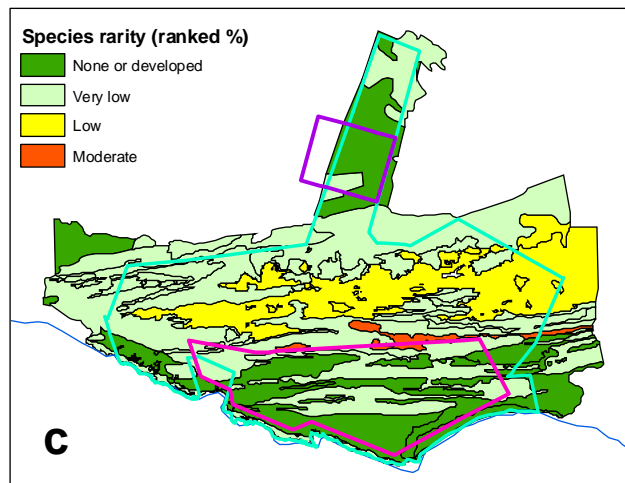 Species rarity (ranked %)
None or developed
Very low
Low
Moderate
c